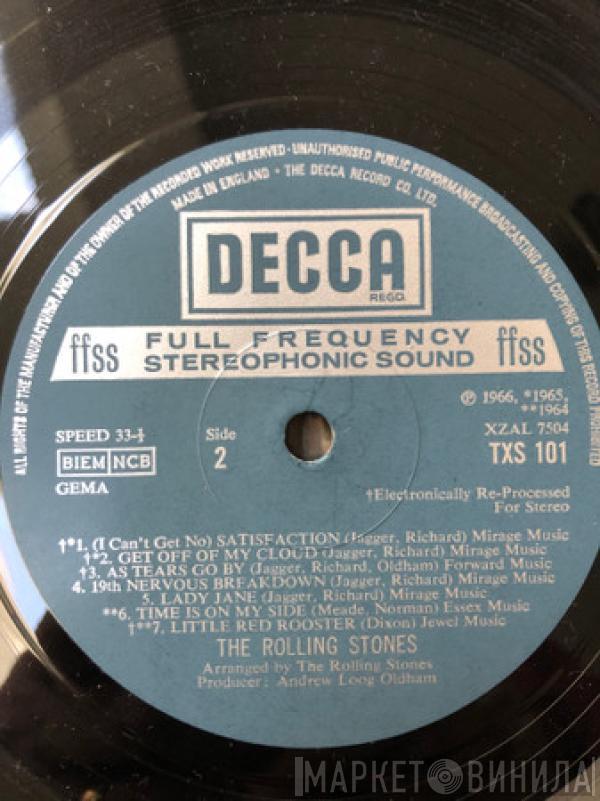 ALL RIGHTS OF THE MANUFACTURER AND OF THE OWNER OF THE RECORDED WORK RESERVED · UNAUTHORISED PUBLIC PERFORMANCE BROADCASTING AND COPYING OF THIS RECORD PROHIBITED
MADE IN ENGLAND · THE DECCA RECORD CO. LTD.
DECCA
REGD.
ffss FULL FREQUENCY STEREOPHONIC SOUND ffss
℗ 1966, *1965,
**1964
SPEED 33-⅓ Side 2 XZAL 7504
BIEM NCB TXS 101
GEMA
†Electronically Re-Processed
For Stereo
†*1. (I Can't Get No) SATISFACTION (Jagger, Richard) Mirage Music
†*2. GET OFF OF MY CLOUD (Jagger, Richard) Mirage Music
†3. AS TEARS GO BY (Jagger, Richard, Oldham) Forward Music
4. 19th NERVOUS BREAKDOWN (Jagger, Richard) Mirage Music
5. LADY JANE (Jagger, Richard) Mirage Music
**6. TIME IS ON MY SIDE (Meade, Norman) Essex Music
†**7. LITTLE RED ROOSTER (Dixon) Jewel Music
THE ROLLING STONES
Arranged by The Rolling Stones
Producer: Andrew Loog Oldham
МАРКЕТ ВИНИЛА